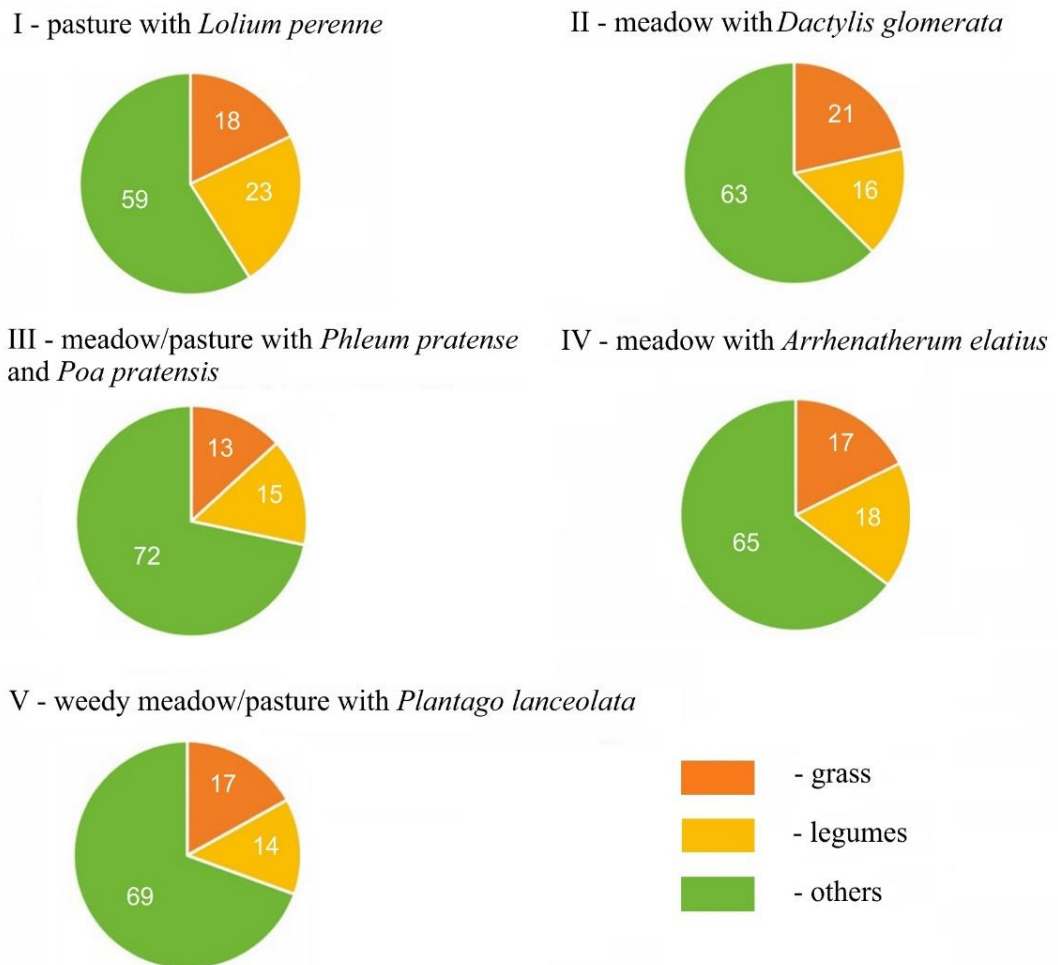 I - pasture with Lolium perenne
18
23
59
II - meadow with Dactylis glomerata
21
16
63
III - meadow/pasture with Phleum pratense
and Poa pratensis
13
15
72
IV - meadow with Arrhenatherum elatius
17
18
65
V - weedy meadow/pasture with Plantago lanceolata
17
14
69
- grass
- legumes
- others